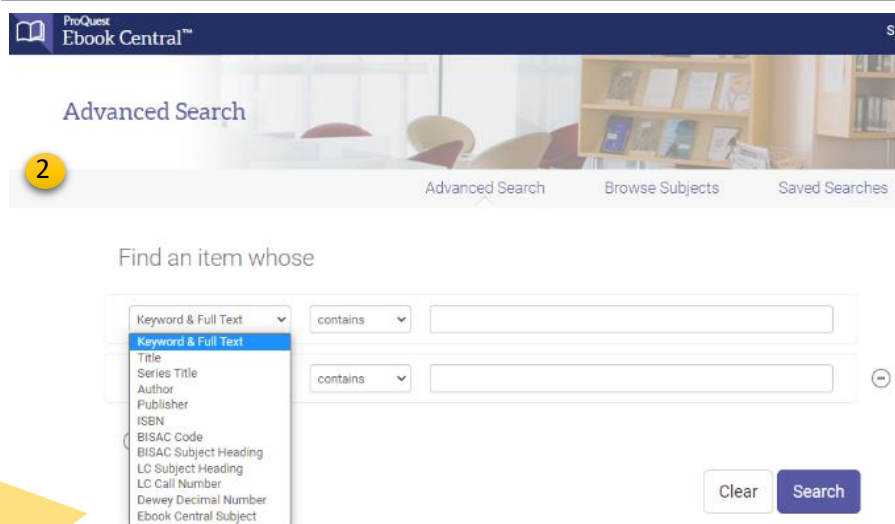 ProQuest
Ebook Central™
S
Advanced Search
2
Advanced Search Browse Subjects Saved Searches
Find an item whose
Keyword & Full Text contains
Keyword & Full Text
Title
Series Title
Author
Publisher
ISBN
BISAC Code
BISAC Subject Heading
LC Subject Heading
LC Call Number
Dewey Decimal Number
Ebook Central Subject
contains
Clear Search